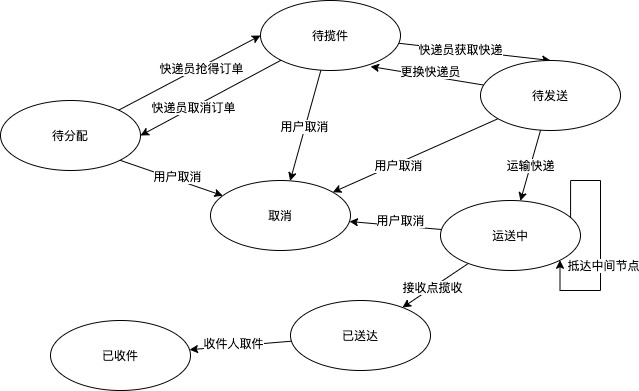 待揽件
快递员获取快递
快递员抢得订单
更换快递员
待发送
快递员取消订单
待分配
用户取消
用户取消
运输快递
用户取消
取消
用户取消
运送中
抵达中间节点
接收点揽收
已送达
收件人取件
已收件